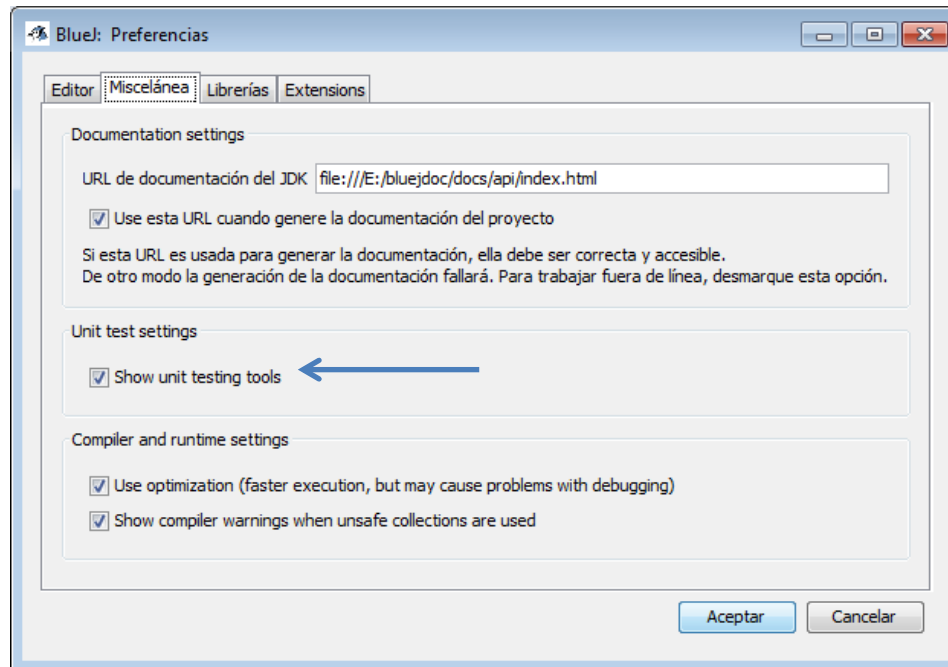 BlueJ: Preferencias
Editor Miscelánea Librerías Extensions
Documentation settings
URL de documentación del JDK file:///E:/bluejdoc/docs/api/index.html
Use esta URL cuando genere la documentación del proyecto
Si esta URL es usada para generar la documentación, ella debe ser correcta y accesible.
De otro modo la generación de la documentación fallará. Para trabajar fuera de línea, desmarque esta opción.
Unit test settings
Show unit testing tools
Compiler and runtime settings
Use optimization (faster execution, but may cause problems with debugging)
Show compiler warnings when unsafe collections are used
Aceptar Cancelar